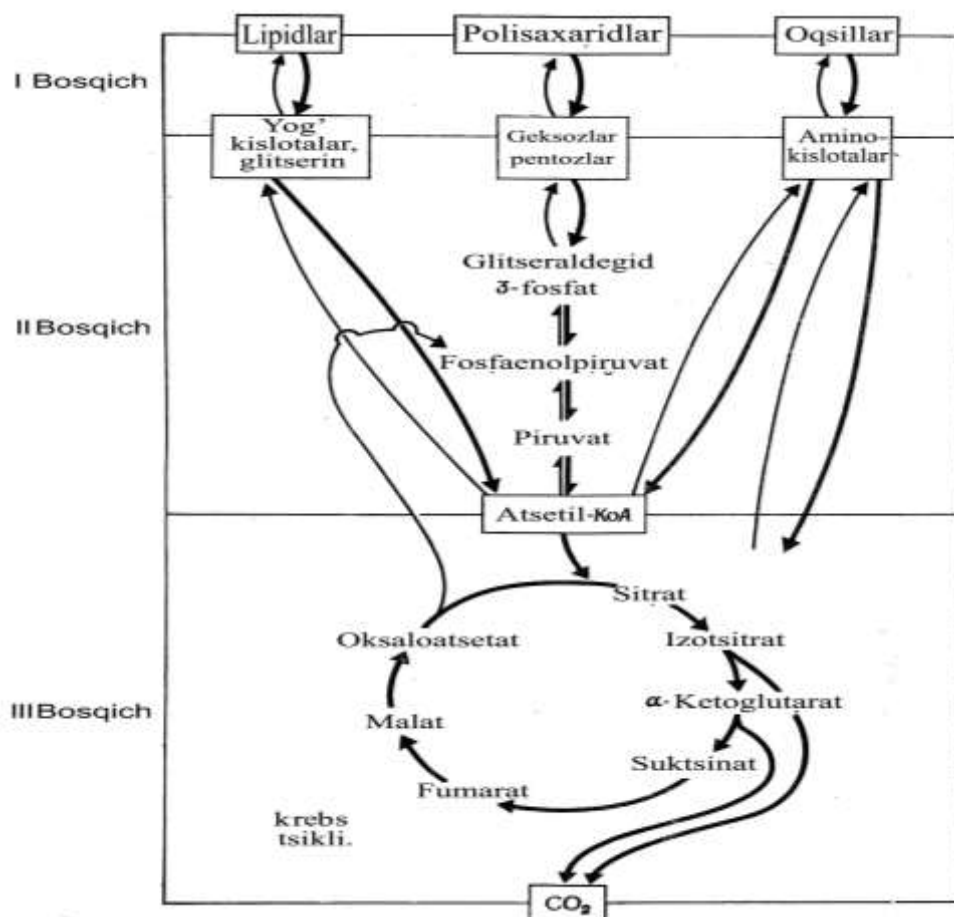 Lipidlar
Polisaxaridlar
Oqsillar
I Bosqich
Yog’
kislotalar,
glitserin
Geksozlar
pentozlar
Amino-
kislotalar
Glitseraldegid
3-fosfat
II Bosqich
Fosfaenolpiruvat
Piruvat
Atsetil-KoA
Sitrat
Oksaloatsetat
Izotsitrat
III Bosqich
α-Ketoglutarat
Malat
Suktsinat
Fumarat
krebs
tsikli.
CO₂